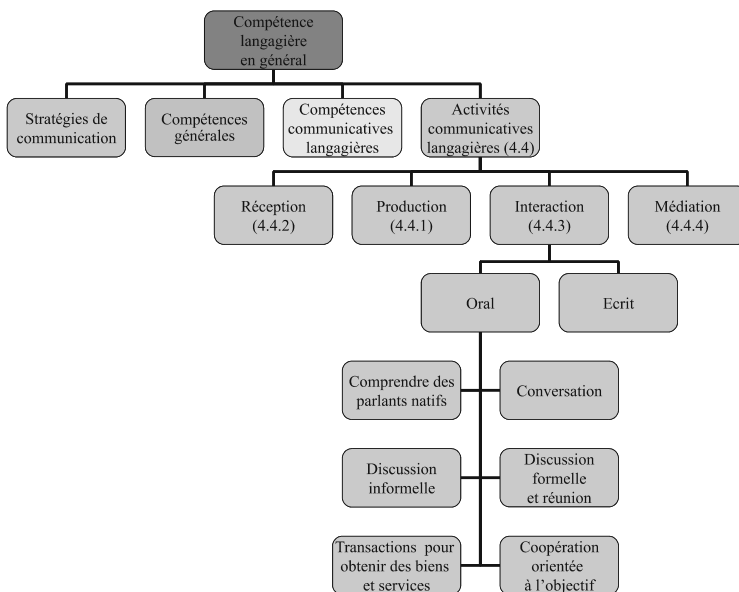 Compétence
langagière
en général
Stratégies de
communication
Compétences
générales
Compétences
communicatives
langagières
Activités
communicatives
langagières (4.4)
Réception
(4.4.2)
Production
(4.4.1)
Interaction
(4.4.3)
Médiation
(4.4.4)
Oral
Ecrit
Comprendre des
parlants natifs
Conversation
Discussion
informelle
Discussion
formelle
et réunion
Transactions pour
obtenir des biens
et services
Coopération
orientée
à l’objectif